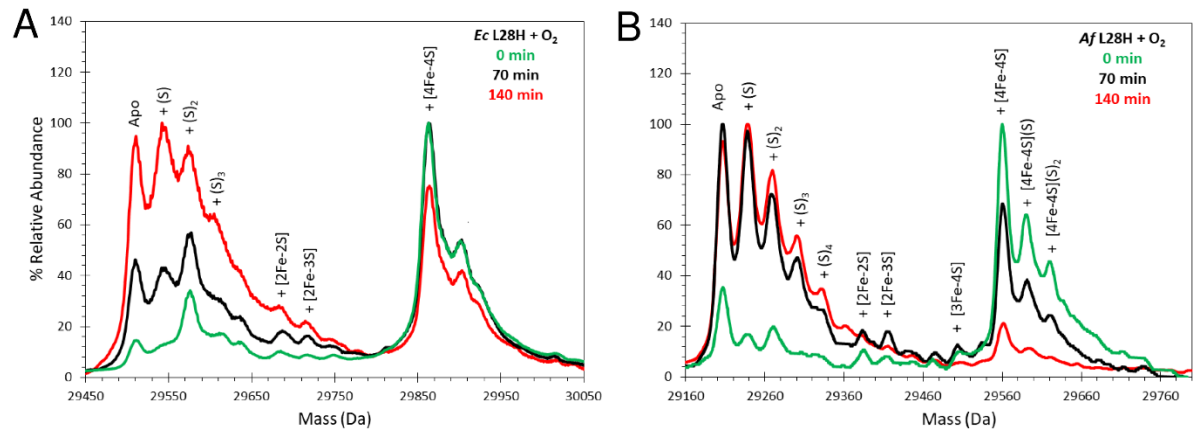 A
Ec L28H + O₂
0 min
70 min
140 min
Apo
+ (S)
+ (S)₂
+ (S)₃
+ [2Fe-2S]
+ [2Fe-3S]
+ [4Fe-4S]
% Relative Abundance
140
120
100
80
60
40
20
0
29450 29550 29650 29750 29850 29950 30050
Mass (Da)
B
Af L28H + O₂
0 min
70 min
140 min
Apo
+ (S)
+ (S)₂
+ (S)₃
+ (S)₄
+ [2Fe-2S]
+ [2Fe-3S]
+ [3Fe-4S]
+ [4Fe-4S]
+ [4Fe-4S](S)
+ [4Fe-4S](S)₂
140
120
100
80
60
40
20
0
29160 29260 29360 29460 29560 29660 29760
Mass (Da)